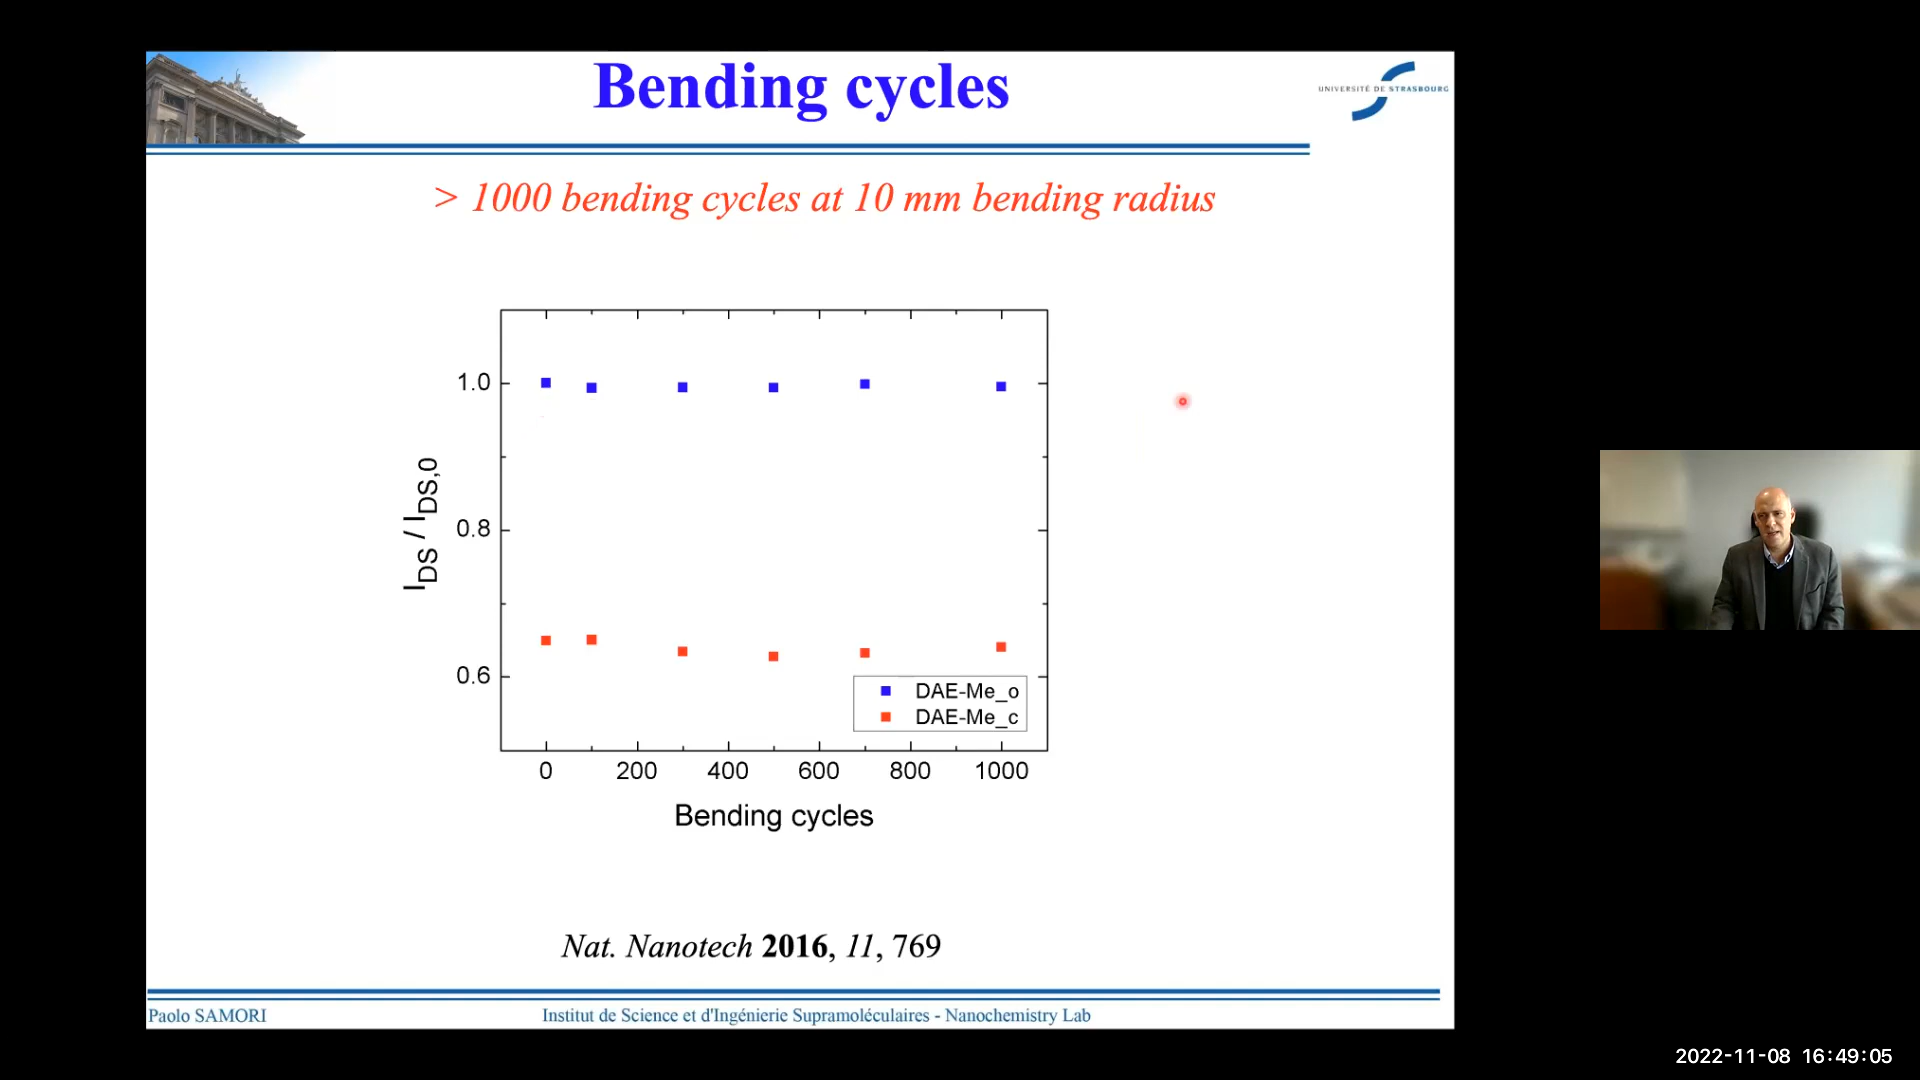 Bending cycles
UNIVERSITÉ DE STRASBOURG
> 1000 bending cycles at 10 mm bending radius
1.0
0.8
0.6
I_DS / I_DS,0
DAE-Me_o
DAE-Me_c
0 200 400 600 800 1000
Bending cycles
Nat. Nanotech 2016, 11, 769
Paolo SAMORI Institut de Science et d'Ingénierie Supramoléculaires - Nanochemistry Lab
2022-11-08 16:49:05